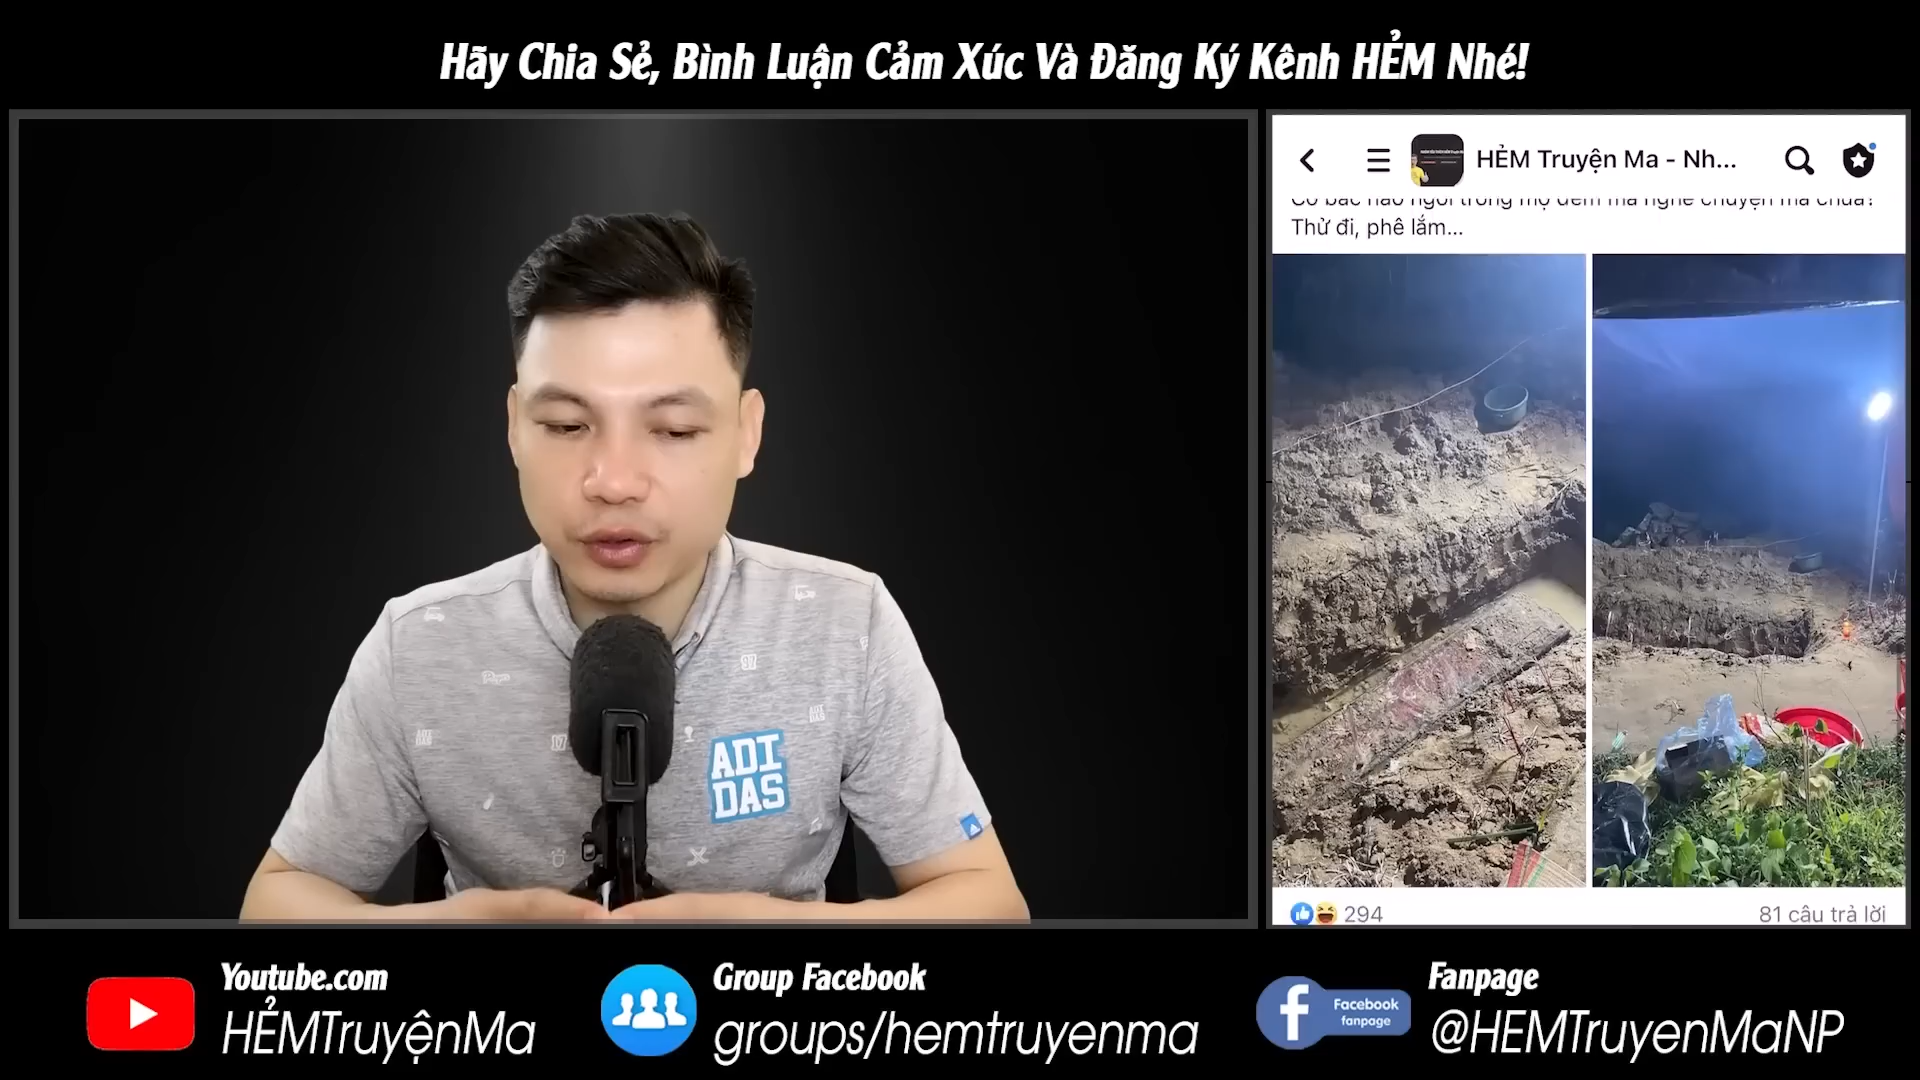 Hãy Chia Sẻ, Bình Luận Cảm Xúc Và Đăng Ký Kênh HẺM Nhé!
HẺM Truyện Ma - Nh...
Thử đi, phê lắm...
ADI
DAS
294
81 câu trả lời
Youtube.com
HẺMTruyệnMa
Group Facebook
groups/hemtruyenma
Facebook
fanpage
Fanpage
@HEMTruyenMaNP